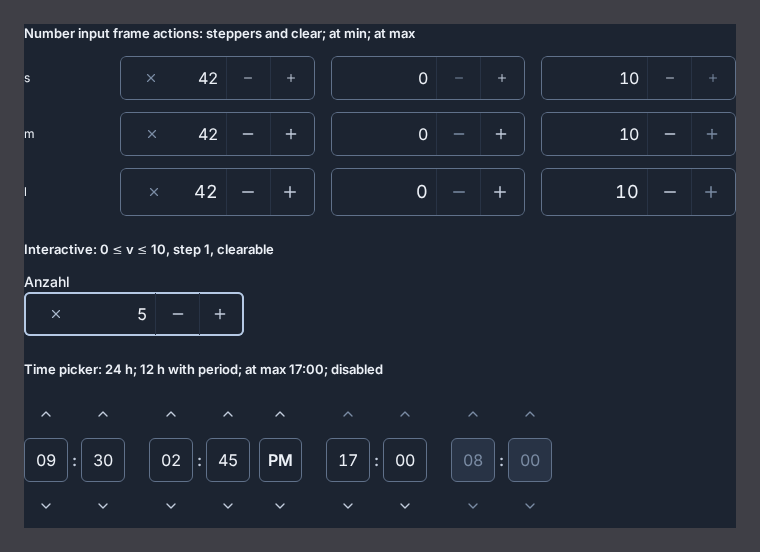 Number input frame actions: steppers and clear; at min; at max
s × 42 − + 0 − + 10 − +
m × 42 − + 0 − + 10 − +
l × 42 − + 0 − + 10 − +
Interactive: 0 ≤ v ≤ 10, step 1, clearable
Anzahl
× 5 − +
Time picker: 24 h; 12 h with period; at max 17:00; disabled
09 : 30 02 : 45 PM 17 : 00 08 : 00